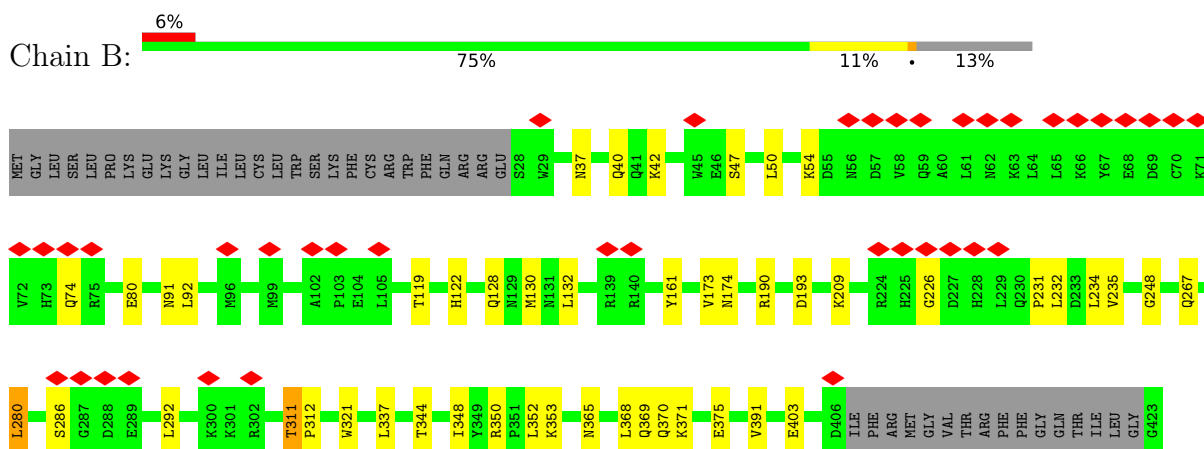 6%
Chain B:
75% 11% • 13%
MET GLY LEU SER LEU PRO LYS GLU LYS GLY LEU ILE LEU CYS LEU TRP SER LYS PHE CYS ARG TRP PHE GLN ARG ARG GLU S28 W29 N37 Q40 Q41 K42 W45 E46 S47 L50 K54 D55 N56 D57 V58 Q59 A60 L61 N62 K63 L64 L65 K66 Y67 E68 D69 C70 K71
V72 H73 Q74 R75 E80 N91 L92 M96 M99 A102 P103 E104 L105 T119 H122 Q128 N129 M130 N131 L132 R139 R140 Y161 V173 N174 R190 D193 K209 R224 H225 G226 D227 H228 L229 Q230 P231 L232 D233 L234 V235 G248 Q267
L280 S286 G287 D288 E289 L292 K300 K301 R302 T311 P312 W321 L337 T344 I348 Y349 R350 P351 L352 K353 N365 L368 Q369 Q370 K371 E375 V391 E403 D406 ILE PHE ARG MET GLY VAL THR ARG PHE PHE GLY GLN THR ILE LEU GLY G423